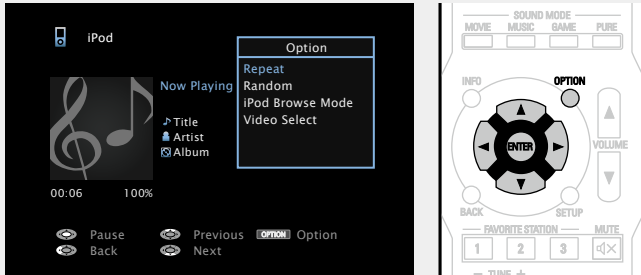 iPod
Option
Repeat
Random
iPod Browse Mode
Video Select
Now Playing
Title
Artist
Album
00:06 100%
Pause Previous OPTION Option
Back Next
SOUND MODE
MOVIE MUSIC GAME PURE
INFO OPTION
ENTER
VOLUME
BACK SETUP
FAVORITE STATION MUTE
1 2 3
TUNE +